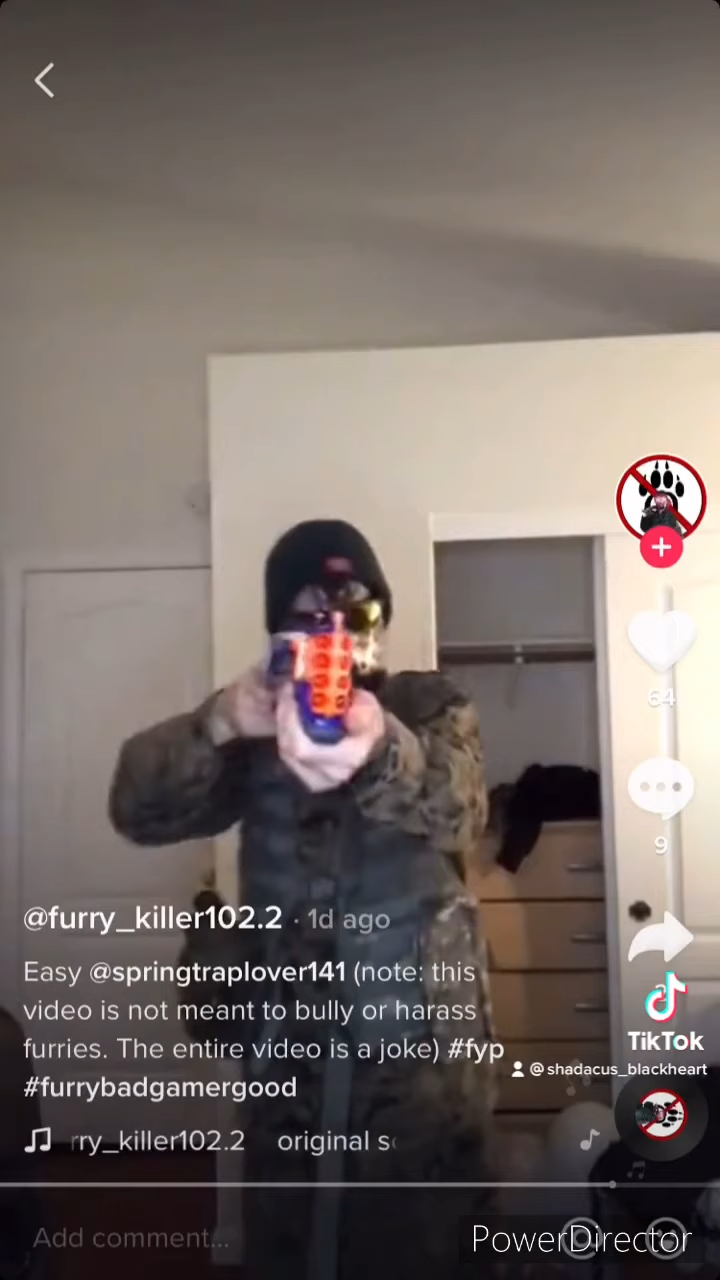 64
9
@furry_killer102.2 · 1d ago
Easy @springtraplover141 (note: this
video is not meant to bully or harass
furries. The entire video is a joke) #fyp
#furrybadgamergood
TikTok
@shadacus_blackheart
rry_killer102.2 original s
Add comment...
PowerDirector